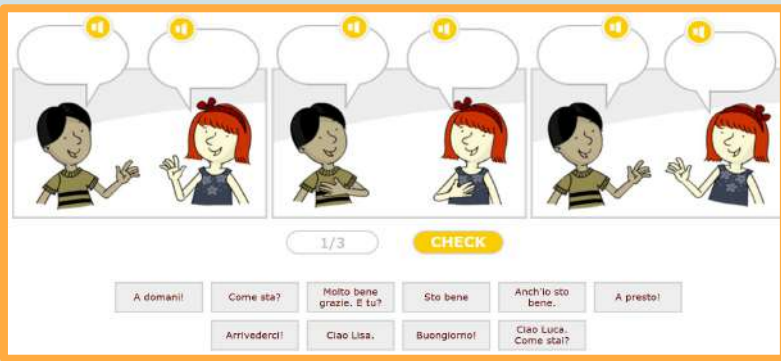 1/3
CHECK
A domani!
Come sta?
Molto bene
grazie. E tu?
Sto bene
Anch'io sto
bene.
A presto!
Arrivederci!
Ciao Lisa.
Buongiorno!
Ciao Luca.
Come stai?